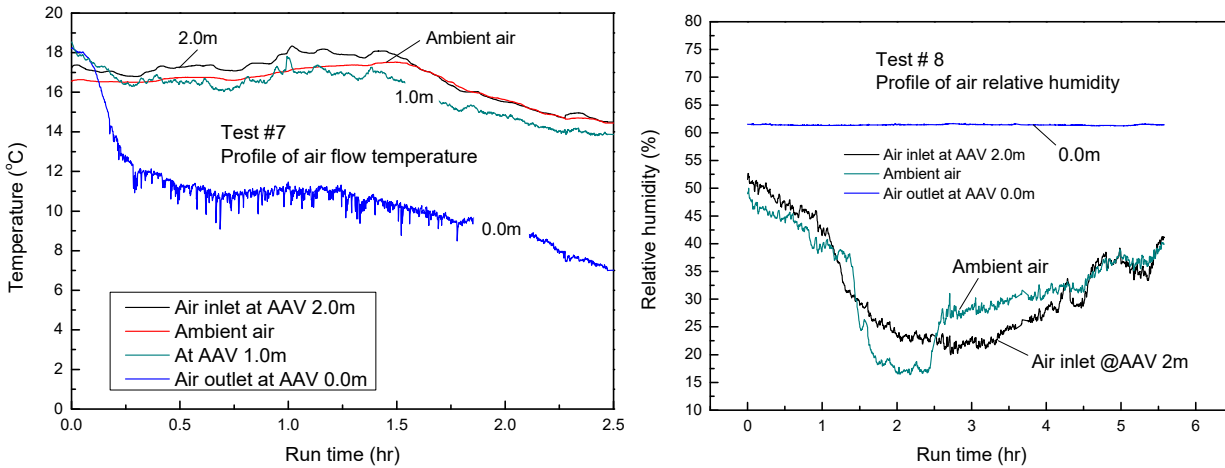 20
18
16
14
12
10
8
6
4
2
0
Temperature (°C)
0.0
0.5
1.0
1.5
2.0
2.5
Run time (hr)
2.0m
Ambient air
1.0m
Test #7
Profile of air flow temperature
0.0m
Air inlet at AAV 2.0m
Ambient air
At AAV 1.0m
Air outlet at AAV 0.0m
80
75
70
65
60
55
50
45
40
35
30
25
20
15
10
Relative humidity (%)
0
1
2
3
4
5
6
Run time (hr)
Test # 8
Profile of air relative humidity
0.0m
Air inlet at AAV 2.0m
Ambient air
Air outlet at AAV 0.0m
Ambient air
Air inlet @AAV 2m